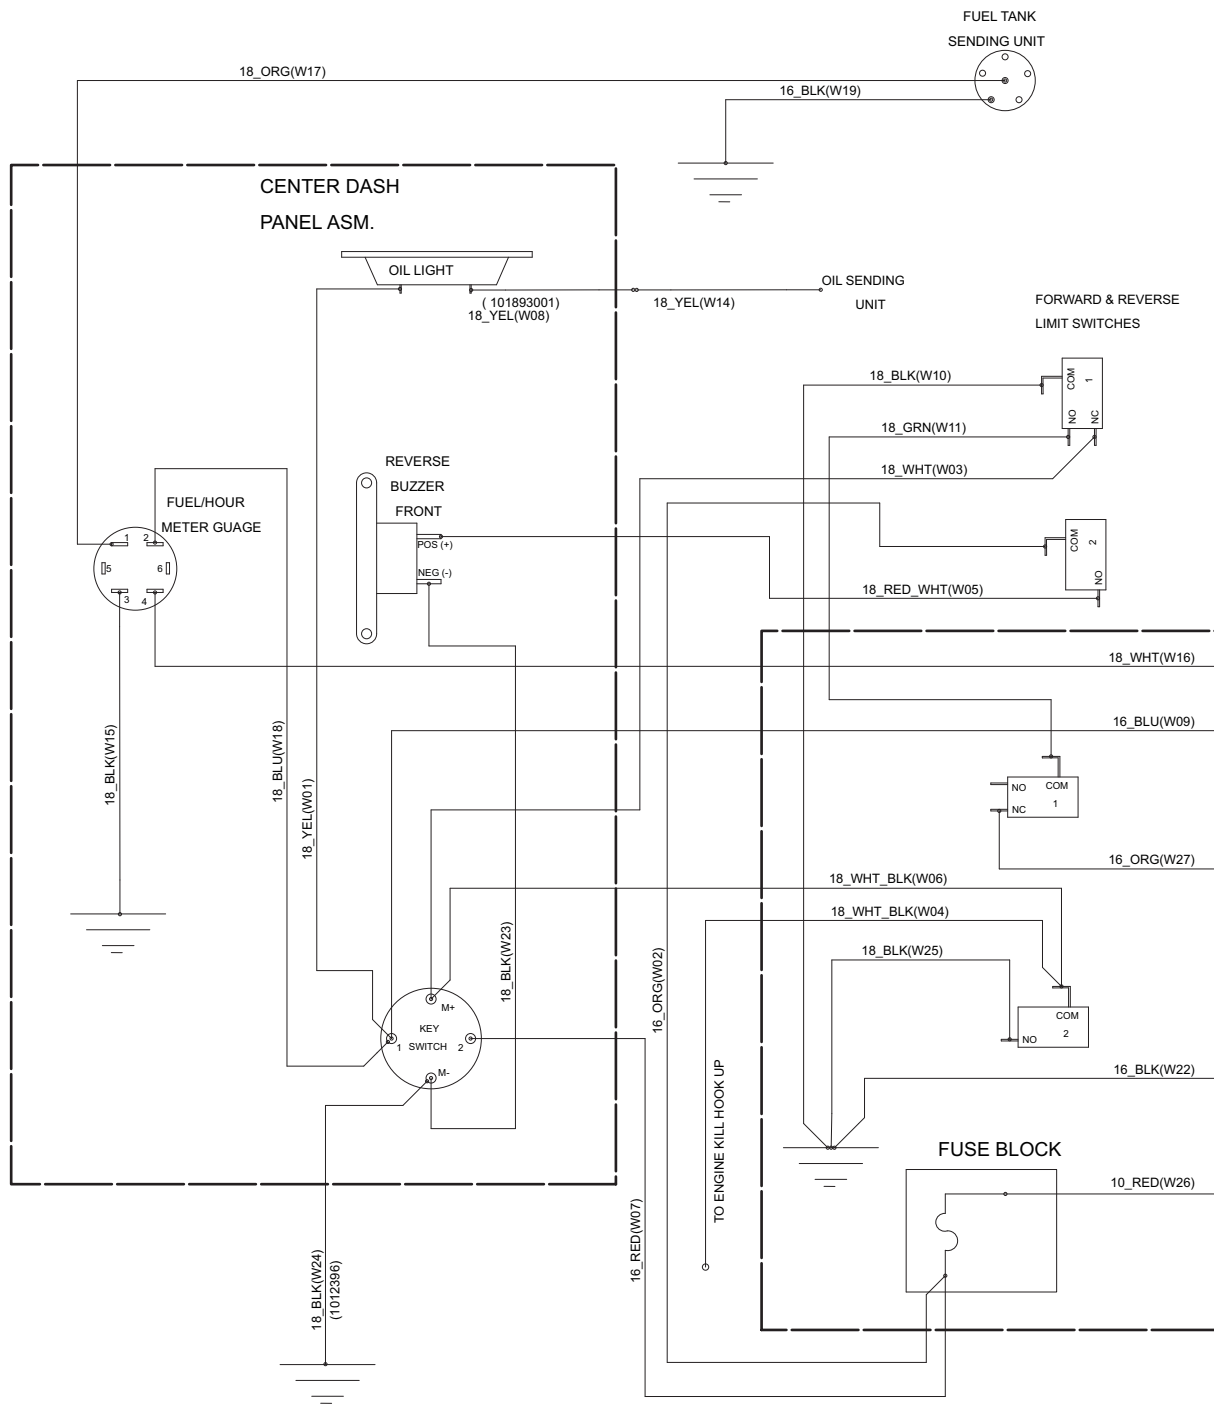 FUEL TANK
SENDING UNIT
18_ORG(W17)
16_BLK(W19)
CENTER DASH
PANEL ASM.
OIL LIGHT
( 101893001)
18_YEL(W08)
18_YEL(W14)
OIL SENDING
UNIT
FORWARD & REVERSE
LIMIT SWITCHES
18_BLK(W10)
COM
1
NO
NC
18_GRN(W11)
18_WHT(W03)
REVERSE
BUZZER
FRONT
POS (+)
NEG (-)
FUEL/HOUR
METER GUAGE
1
2
5
6
3
4
COM
2
NO
18_RED_WHT(W05)
18_WHT(W16)
16_BLU(W09)
18_BLK(W15)
18_BLU(W18)
18_YEL(W01)
NO
COM
NC
1
16_ORG(W27)
18_WHT_BLK(W06)
18_WHT_BLK(W04)
18_BLK(W25)
18_BLK(W23)
16_ORG(W02)
M+
KEY
1
SWITCH
2
M-
COM
NO
2
16_BLK(W22)
TO ENGINE KILL HOOK UP
FUSE BLOCK
10_RED(W26)
16_RED(W07)
18_BLK(W24)
(1012396)